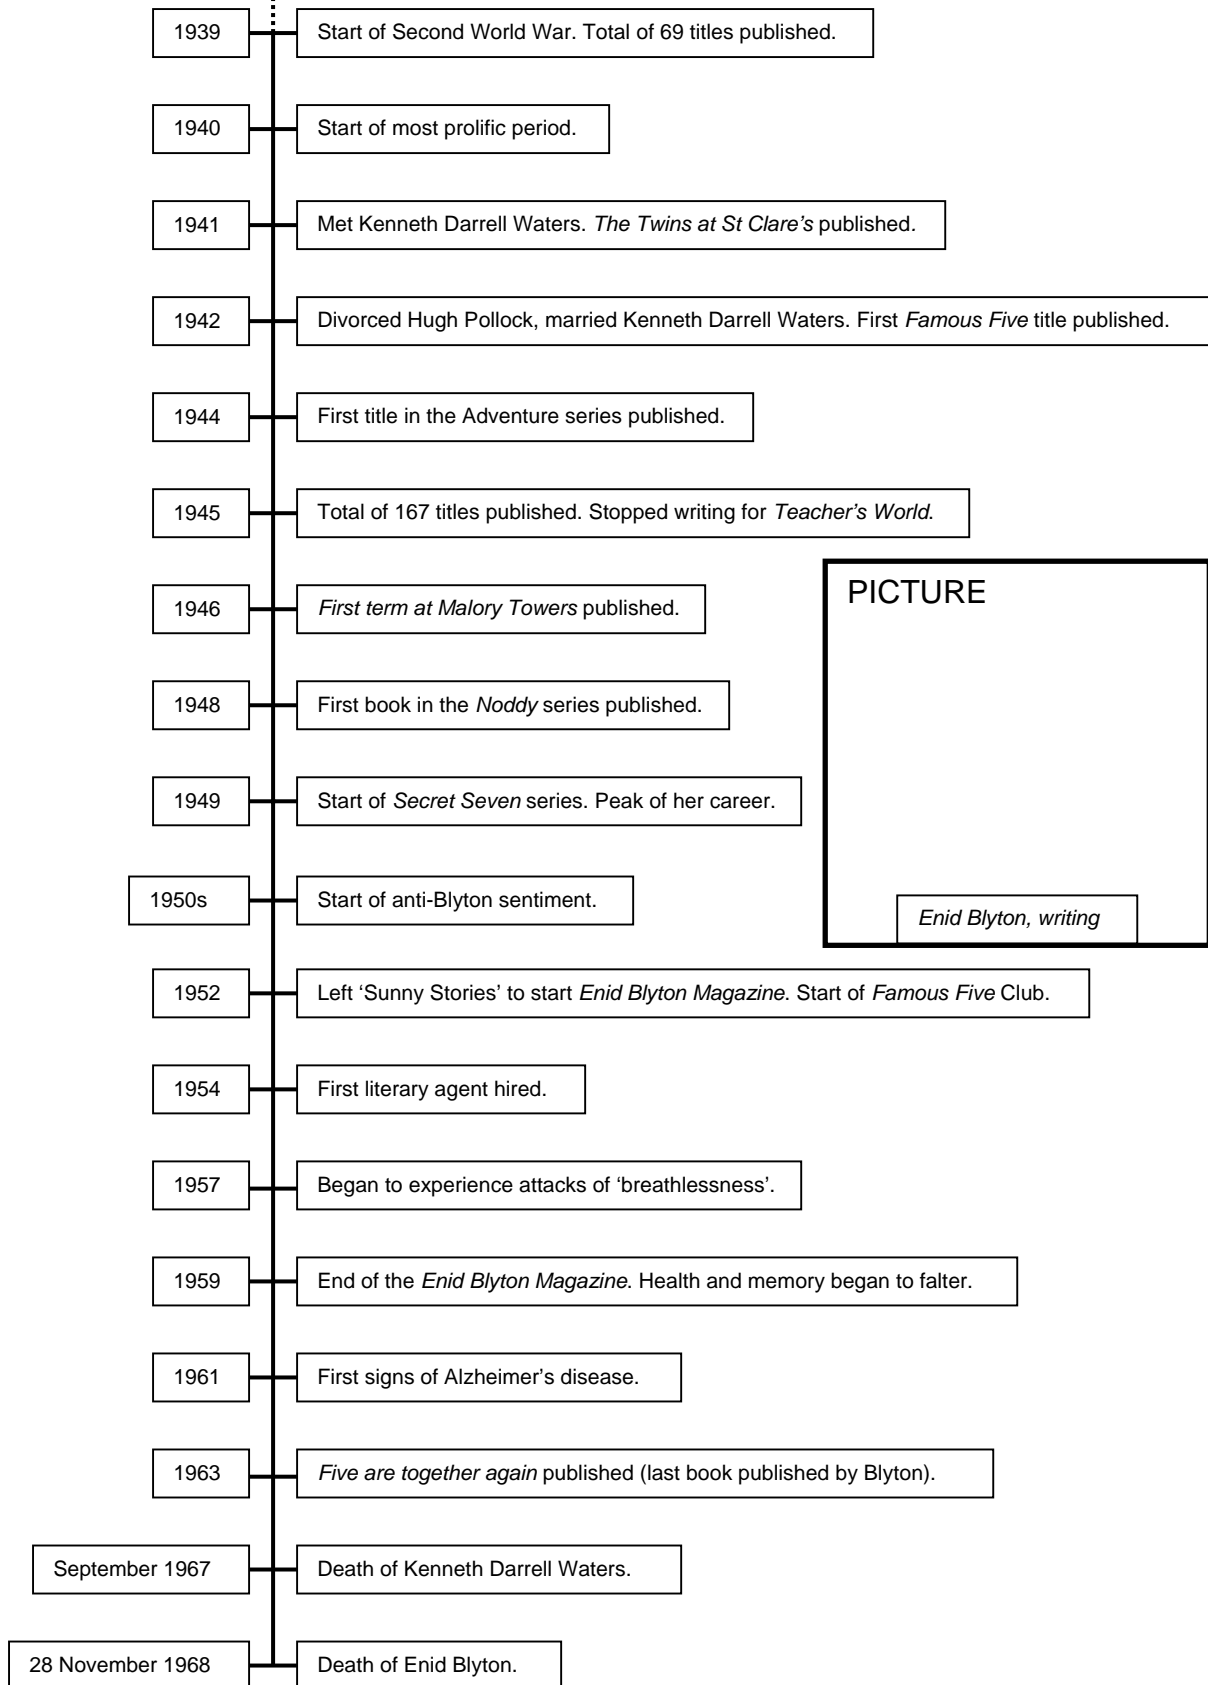 1939 Start of Second World War. Total of 69 titles published.
1940 Start of most prolific period.
1941 Met Kenneth Darrell Waters. The Twins at St Clare’s published.
1942 Divorced Hugh Pollock, married Kenneth Darrell Waters. First Famous Five title published.
1944 First title in the Adventure series published.
1945 Total of 167 titles published. Stopped writing for Teacher’s World.
PICTURE
1946 First term at Malory Towers published.
1948 First book in the Noddy series published.
1949 Start of Secret Seven series. Peak of her career.
1950s Start of anti-Blyton sentiment.
Enid Blyton, writing
1952 Left ‘Sunny Stories’ to start Enid Blyton Magazine. Start of Famous Five Club.
1954 First literary agent hired.
1957 Began to experience attacks of ‘breathlessness’.
1959 End of the Enid Blyton Magazine. Health and memory began to falter.
1961 First signs of Alzheimer’s disease.
1963 Five are together again published (last book published by Blyton).
September 1967 Death of Kenneth Darrell Waters.
28 November 1968 Death of Enid Blyton.